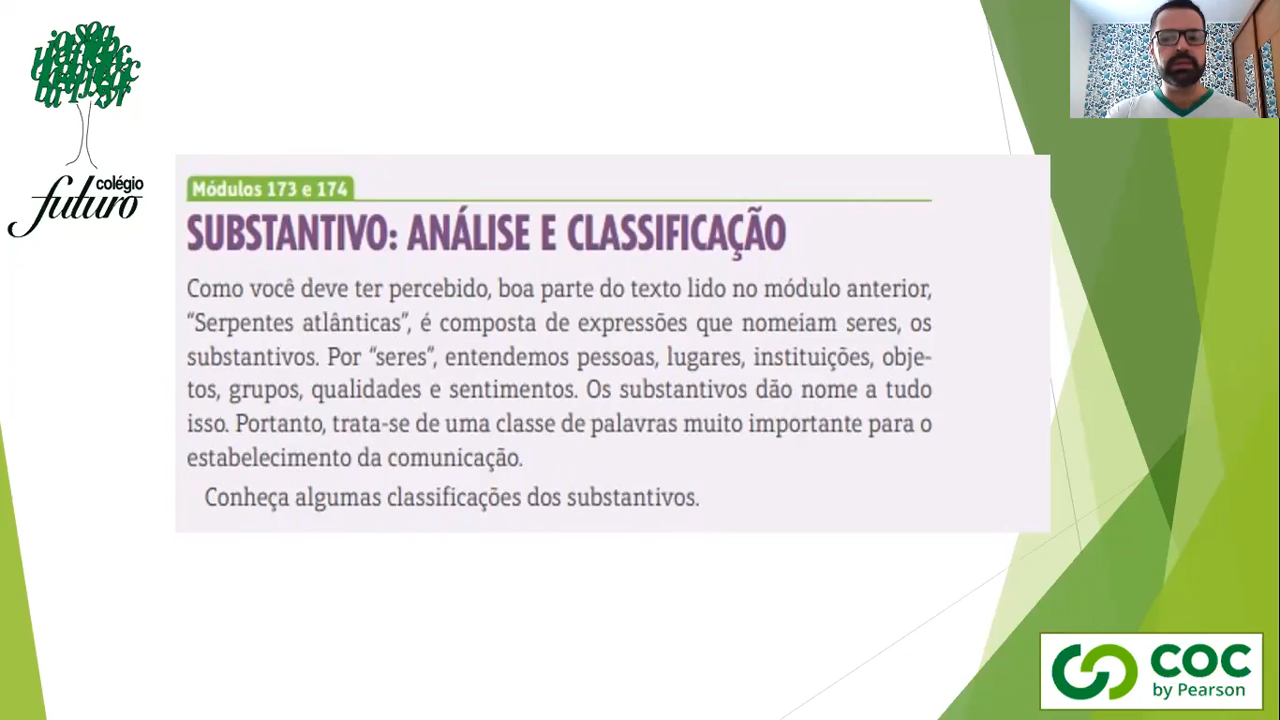 colégio
futuro
Módulos 173 e 174
SUBSTANTIVO: ANÁLISE E CLASSIFICAÇÃO
Como você deve ter percebido, boa parte do texto lido no módulo anterior,
“Serpentes atlânticas”, é composta de expressões que nomeiam seres, os
substantivos. Por “seres”, entendemos pessoas, lugares, instituições, obje-
tos, grupos, qualidades e sentimentos. Os substantivos dão nome a tudo
isso. Portanto, trata-se de uma classe de palavras muito importante para o
estabelecimento da comunicação.
Conheça algumas classificações dos substantivos.
COC
by Pearson